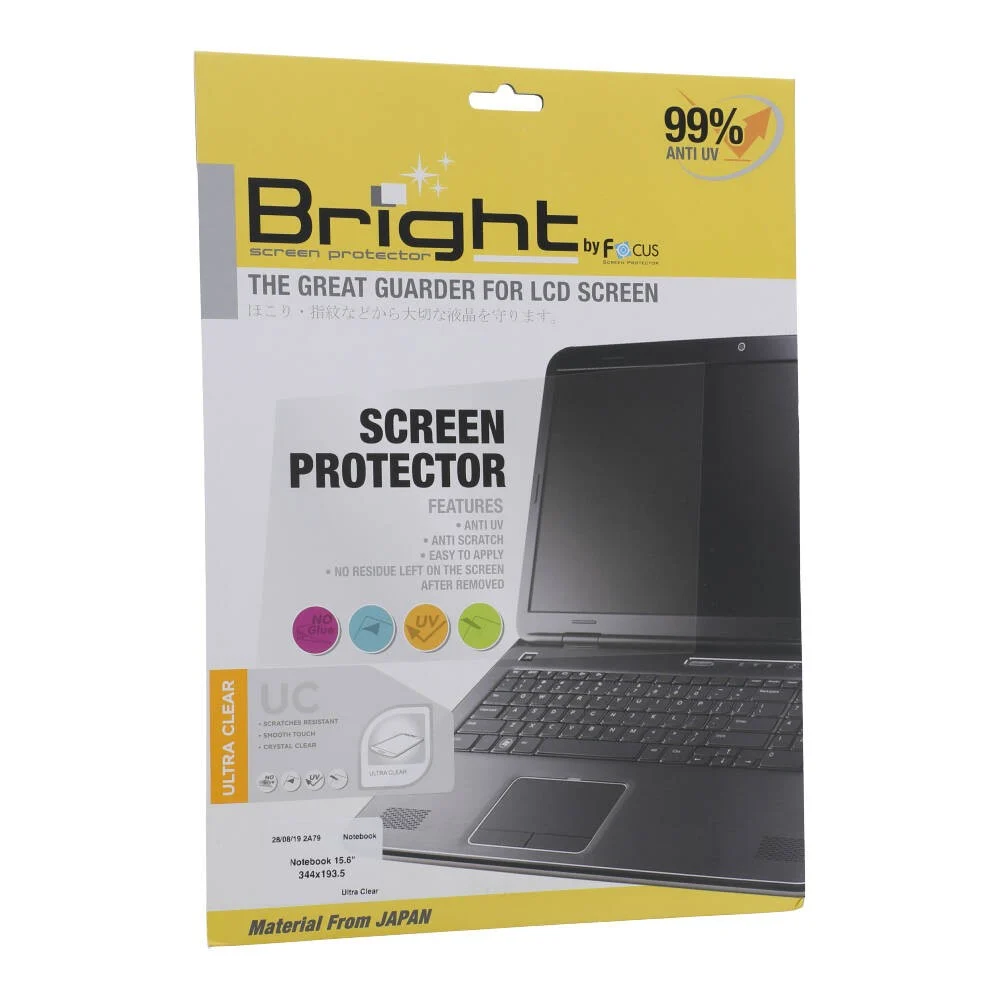 99%
ANTI UV
Bright
screen protector
by FOCUS
SCREEN PROTECTOR
THE GREAT GUARDER FOR LCD SCREEN
ほこり・指紋などから大切な液晶を守ります。
SCREEN
PROTECTOR
FEATURES
• ANTI UV
• ANTI SCRATCH
• EASY TO APPLY
• NO RESIDUE LEFT ON THE SCREEN
AFTER REMOVED
NO
Glue
UV
ULTRA CLEAR
UC
• SCRATCHES RESISTANT
• SMOOTH TOUCH
• CRYSTAL CLEAR
NO
UV
ULTRA CLEAR
28/08/19 2A79 Notebook
Notebook 15.6"
344x193.5
Ultra Clear
Material From JAPAN